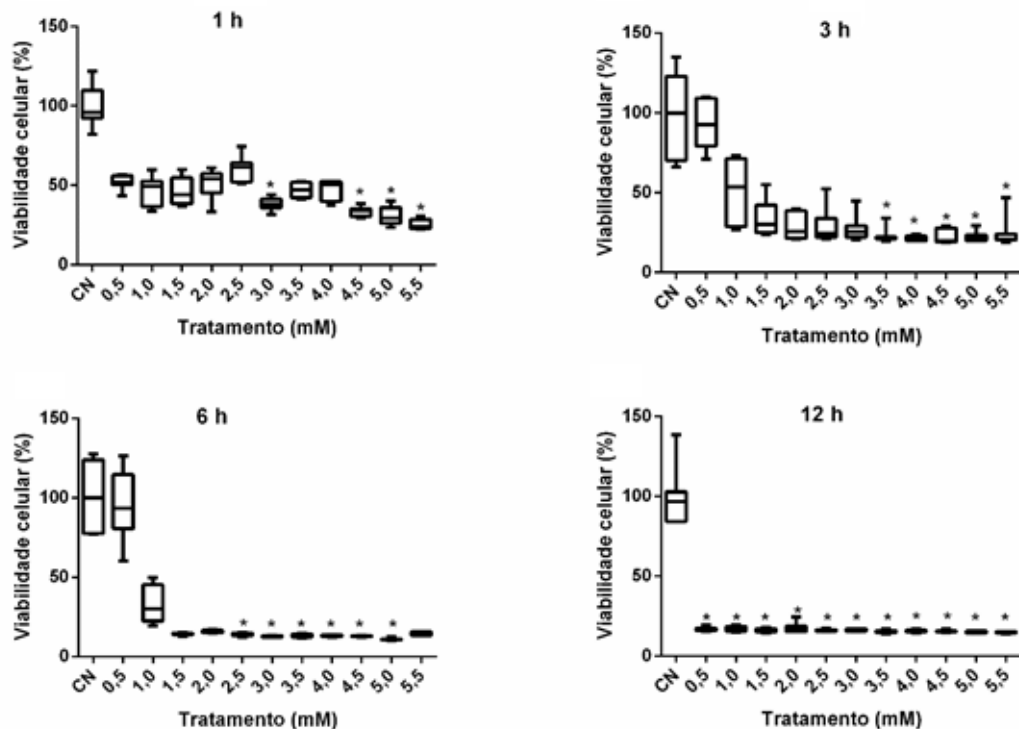 1 h
Viabilidade celular (%)
150
100
50
0
CN 0,5 1,0 1,5 2,0 2,5 3,0 3,5 4,0 4,5 5,0 5,5
* * * *
Tratamento (mM)
3 h
Viabilidade celular (%)
150
100
50
0
CN 0,5 1,0 1,5 2,0 2,5 3,0 3,5 4,0 4,5 5,0 5,5
* * * * *
Tratamento (mM)
6 h
Viabilidade celular (%)
150
100
50
0
CN 0,5 1,0 1,5 2,0 2,5 3,0 3,5 4,0 4,5 5,0 5,5
* * * * * *
Tratamento (mM)
12 h
Viabilidade celular (%)
150
100
50
0
CN 0,5 1,0 1,5 2,0 2,5 3,0 3,5 4,0 4,5 5,0 5,5
* * * * * * * * * * *
Tratamento (mM)